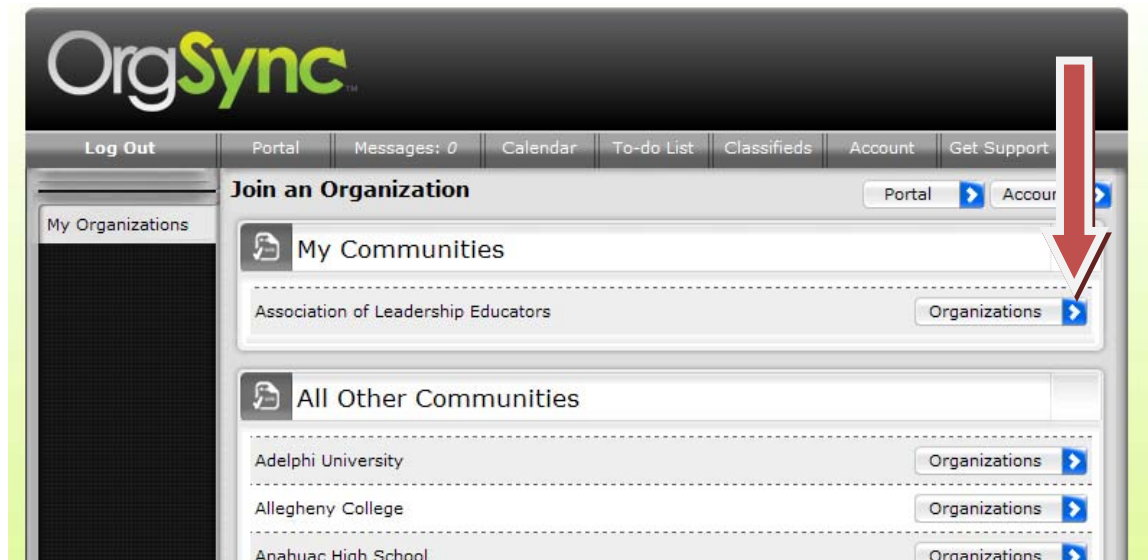 OrgSync™
Log Out Portal Messages: 0 Calendar To-do List Classifieds Account Get Support
Join an Organization Portal
My Organizations
My Communities
Association of Leadership Educators Organizations
All Other Communities
Adelphi University Organizations
Allegheny College Organizations
Anahuac High School Organizations